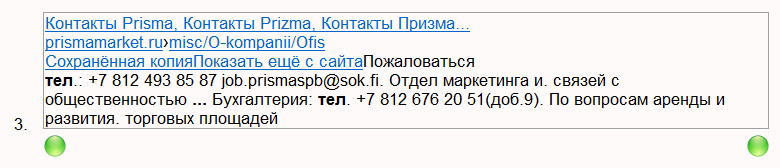 Контакты Prisma, Контакты Prizma, Контакты Призма...
prismamarket.ru›misc/O-kompanii/Ofis
Сохранённая копияПоказать ещё с сайтаПожаловаться
тел.: +7 812 493 85 87 job.prismaspb@sok.fi. Отдел маркетинга и. связей с
общественностью ... Бухгалтерия: тел. +7 812 676 20 51(доб.9). По вопросам аренды и
3. развития. торговых площадей